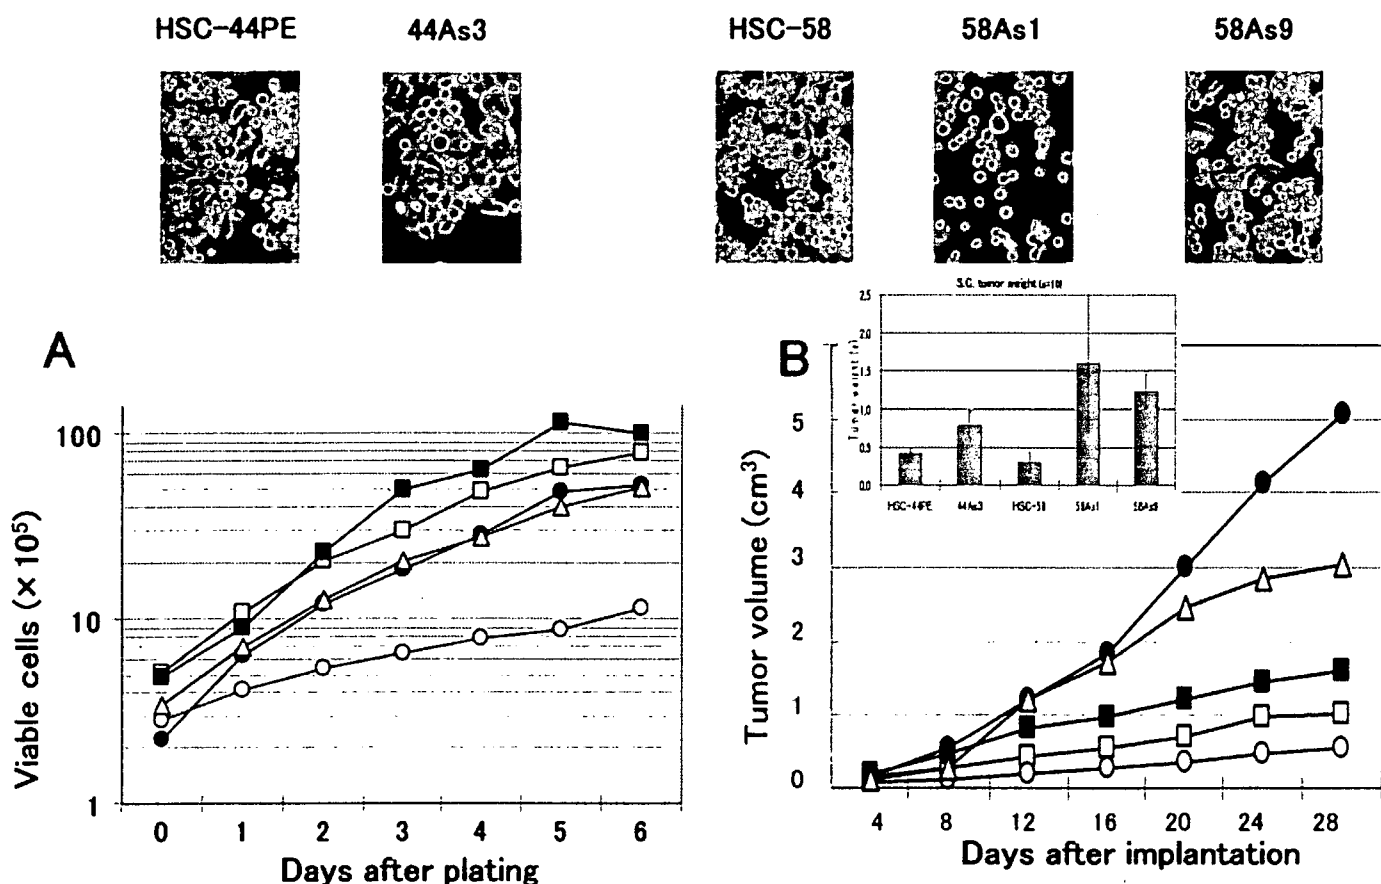 HSC-44PE 44As3 HSC-58 58As1 58As9
A
Viable cells (× 10⁵)
100
10
1
0 1 2 3 4 5 6
Days after plating
B
S.C. tumor weight (n=10)
Tumor weight (g)
2.5
2.0
1.5
1.0
0.5
0.0
HSC-44PE 44As3 HSC-58 58As1 58As9
Tumor volume (cm³)
5
4
3
2
1
0
4 8 12 16 20 24 28
Days after implantation